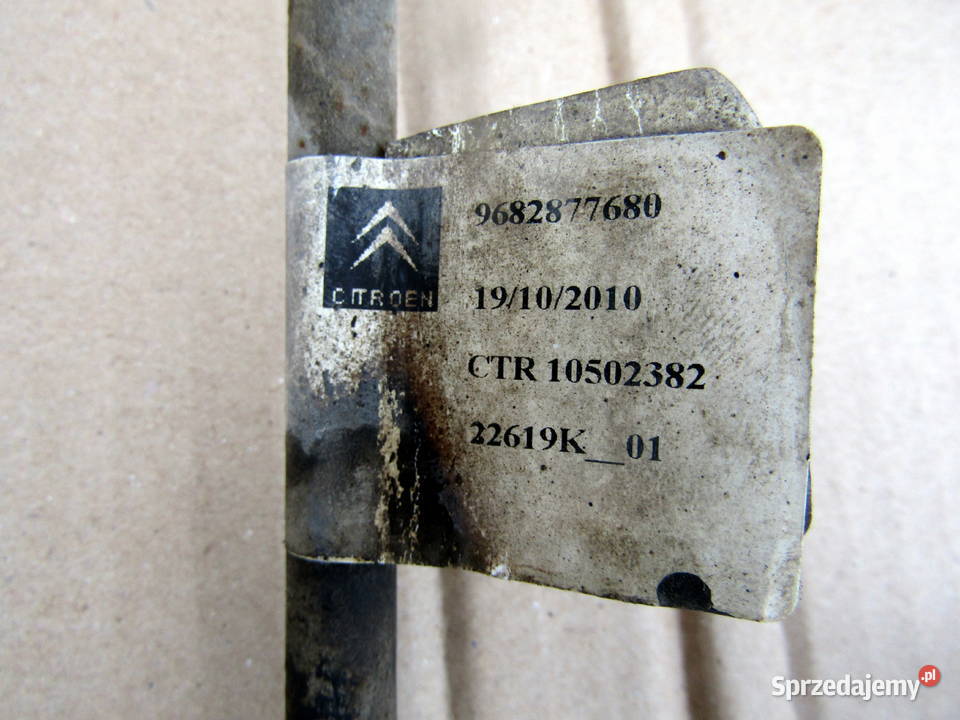 9682877680
CITROEN
19/10/2010
CTR 10502382
22619K__01
Sprzedajemy.pl